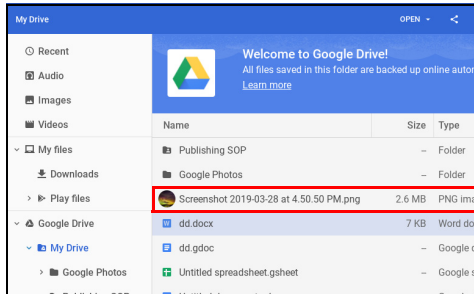 My Drive OPEN
Recent
Audio
Images
Videos
My files
Downloads
Play files
Google Drive
My Drive
Google Photos
Welcome to Google Drive!
All files saved in this folder are backed up online
Learn more
Name Size Type
Publishing SOP – Folder
Google Photos – Folder
Screenshot 2019-03-28 at 4.50.50 PM.png 2.6 MB PNG
dd.docx 7 KB Word
dd.gdoc – Google
Untitled spreadsheet.gsheet – Google